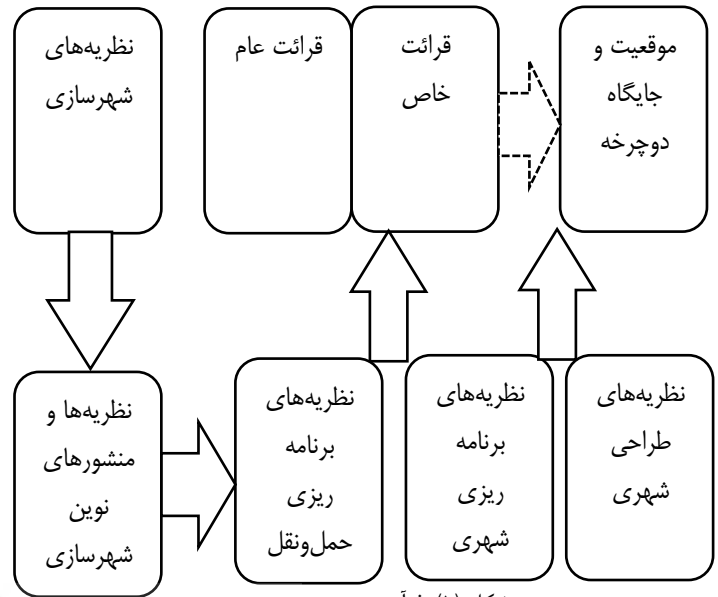 موقعیت و
جایگاه
دوچرخه
قرائت
خاص
قرائت عام
نظریه‌های
شهرسازی
نظریه‌های
طراحی
شهری
نظریه‌های
برنامه
ریزی
شهری
نظریه‌های
برنامه
ریزی
حمل‌ونقل
نظریه‌ها و
منشورهای
نوین
شهرسازی